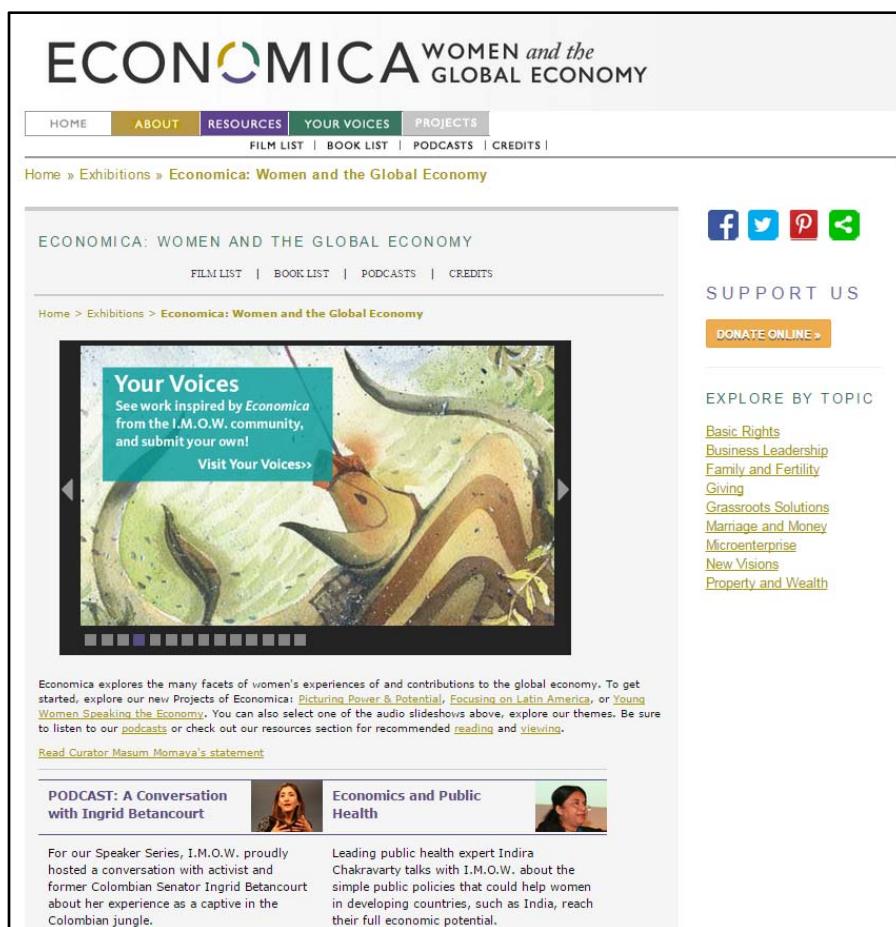 ECONOMICA WOMEN and the
GLOBAL ECONOMY
HOME ABOUT RESOURCES YOUR VOICES PROJECTS
FILM LIST | BOOK LIST | PODCASTS | CREDITS |
Home » Exhibitions » Economica: Women and the Global Economy
ECONOMICA: WOMEN AND THE GLOBAL ECONOMY
FILM LIST | BOOK LIST | PODCASTS | CREDITS
Home > Exhibitions > Economica: Women and the Global Economy
Your Voices
See work inspired by Economica
from the I.M.O.W. community,
and submit your own!
Visit Your Voices>>
Economica explores the many facets of women's experiences of and contributions to the global economy. To get
started, explore our new Projects of Economica: Picturing Power & Potential, Focusing on Latin America, or Young
Women Speaking the Economy. You can also select one of the audio slideshows above, explore our themes. Be sure
to listen to our podcasts or check out our resources section for recommended reading and viewing.
Read Curator Masum Momaya's statement
PODCAST: A Conversation
with Ingrid Betancourt
For our Speaker Series, I.M.O.W. proudly
hosted a conversation with activist and
former Colombian Senator Ingrid Betancourt
about her experience as a captive in the
Colombian jungle.
Economics and Public
Health
Leading public health expert Indira
Chakravarty talks with I.M.O.W. about the
simple public policies that could help women
in developing countries, such as India, reach
their full economic potential.
SUPPORT US
DONATE ONLINE »
EXPLORE BY TOPIC
Basic Rights
Business Leadership
Family and Fertility
Giving
Grassroots Solutions
Marriage and Money
Microenterprise
New Visions
Property and Wealth